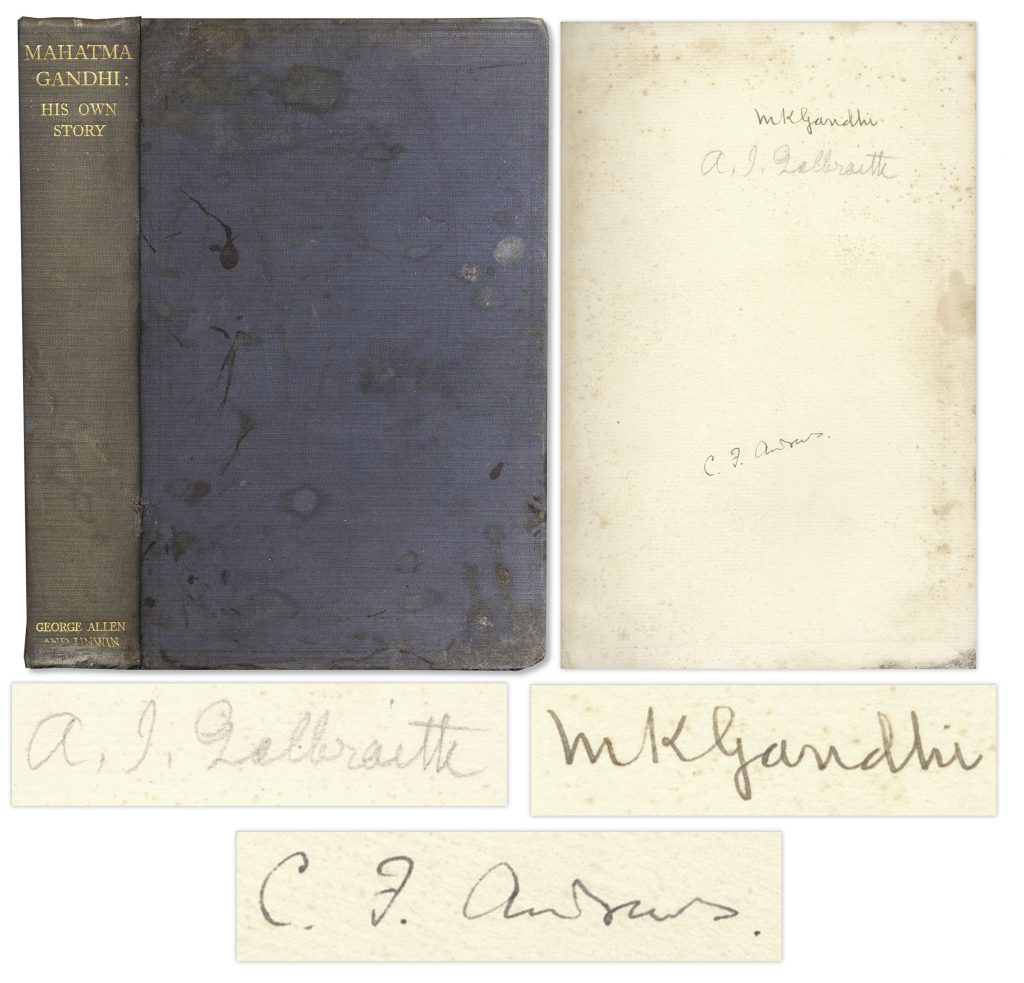 MAHATMA
GANDHI:
HIS OWN
STORY
GEORGE ALLEN
AND UNWIN
MKGandhi
A. I. Galbraith
C. F. Andrews.
A. I. Galbraith
MKGandhi
C. F. Andrews.